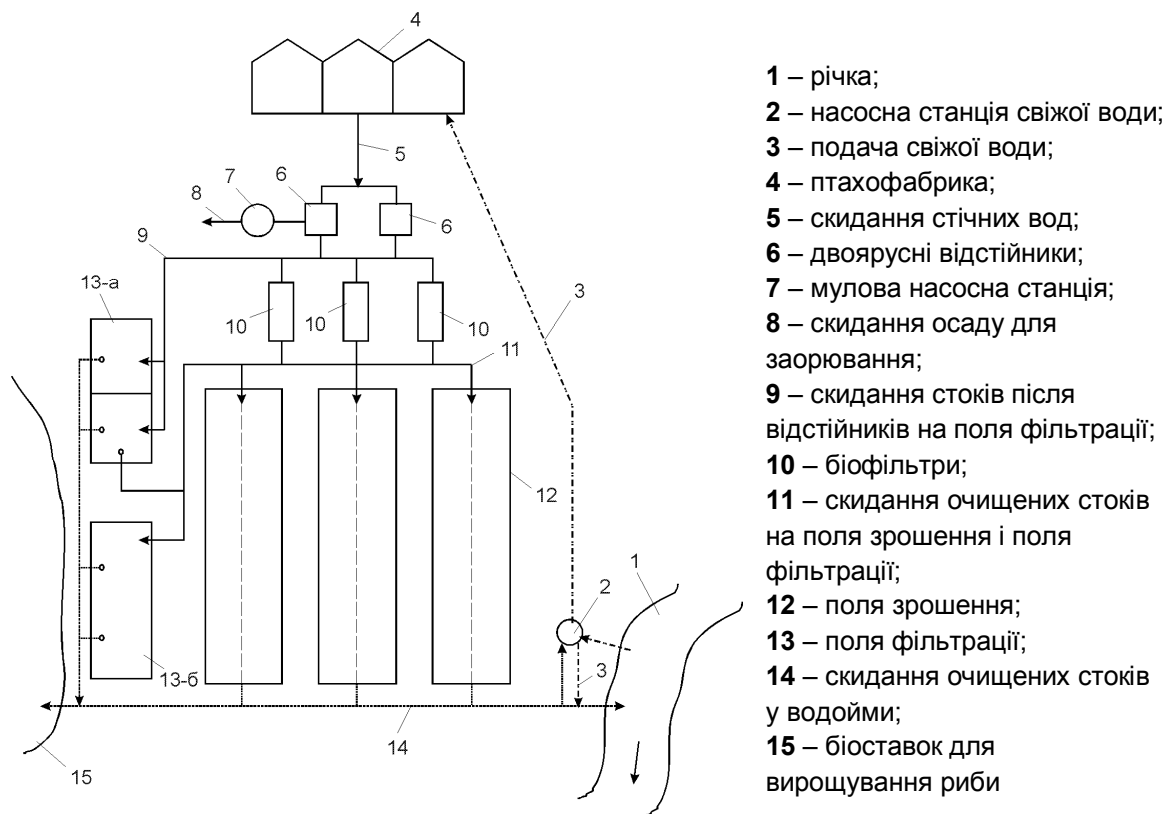 4
5
6
7
8
6
9
13-а
10
10
10
3
11
12
1
2
3
13-б
14
15
1 – річка;
2 – насосна станція свіжої води;
3 – подача свіжої води;
4 – птахофабрика;
5 – скидання стічних вод;
6 – двоярусні відстійники;
7 – мулова насосна станція;
8 – скидання осаду для
заорювання;
9 – скидання стоків після
відстійників на поля фільтрації;
10 – біофільтри;
11 – скидання очищених стоків
на поля зрошення і поля
фільтрації;
12 – поля зрошення;
13 – поля фільтрації;
14 – скидання очищених стоків
у водойми;
15 – біоставок для
вирощування риби